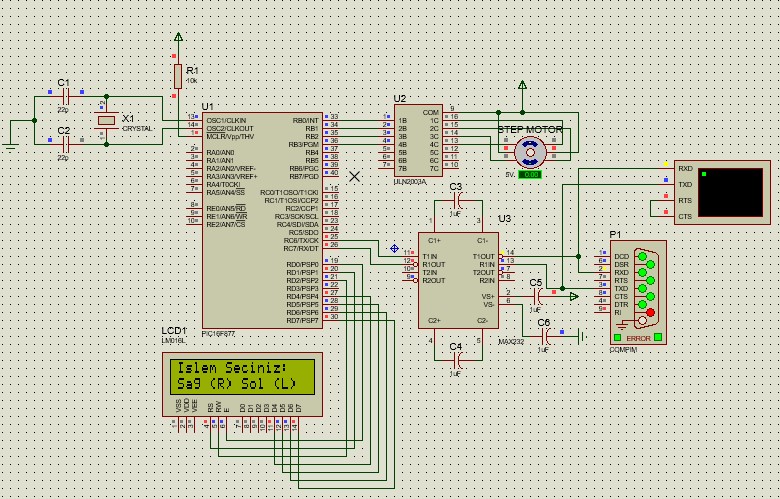 C1
22p
C2
22p
X1
CRYSTAL
R1
10k
U1
13 OSC1/CLKIN
14 OSC2/CLKOUT
1 MCLR/Vpp/THV
2 RA0/AN0
3 RA1/AN1
4 RA2/AN2/VREF-
5 RA3/AN3/VREF+
6 RA4/T0CKI
7 RA5/AN4/SS
8 RE0/AN5/RD
9 RE1/AN6/WR
10 RE2/AN7/CS
RB0/INT 33
RB1 34
RB2 35
RB3/PGM 36
RB4 37
RB5 38
RB6/PGC 39
RB7/PGD 40
RC0/T1OSO/T1CKI 15
RC1/T1OSI/CCP2 16
RC2/CCP1 17
RC3/SCK/SCL 18
RC4/SDI/SDA 23
RC5/SDO 24
RC6/TX/CK 25
RC7/RX/DT 26
RD0/PSP0 19
RD1/PSP1 20
RD2/PSP2 21
RD3/PSP3 22
RD4/PSP4 27
RD5/PSP5 28
RD6/PSP6 29
RD7/PSP7 30
PIC16F877
U2
COM 9
1 1B 1C 16
2 2B 2C 15
3 3B 3C 14
4 4B 4C 13
5 5B 5C 12
6 6B 6C 11
7 7B 7C 10
ULN2003A
STEP MOTOR
5V. 0.00
C3
1uF
U3
1 3
C1+ C1-
11 T1IN T1OUT 14
12 R1OUT R1IN 13
10 T2IN T2OUT 7
9 R2OUT R2IN 8
VS+ 2
VS- 6
C2+ C2-
4 5
MAX232
C4
1uF
C5
1uF
C6
1uF
RXD
TXD
RTS
CTS
P1
1 DCD
6 DSR
2 RXD
7 RTS
3 TXD
8 CTS
4 DTR
9 RI
ERROR
COMPIM
LCD1
LM016L
Islem Seciniz:
Sag (R) Sol (L)
VSS VDD VEE RS RW E D0 D1 D2 D3 D4 D5 D6 D7
1 2 3 4 5 6 7 8 9 10 11 12 13 14